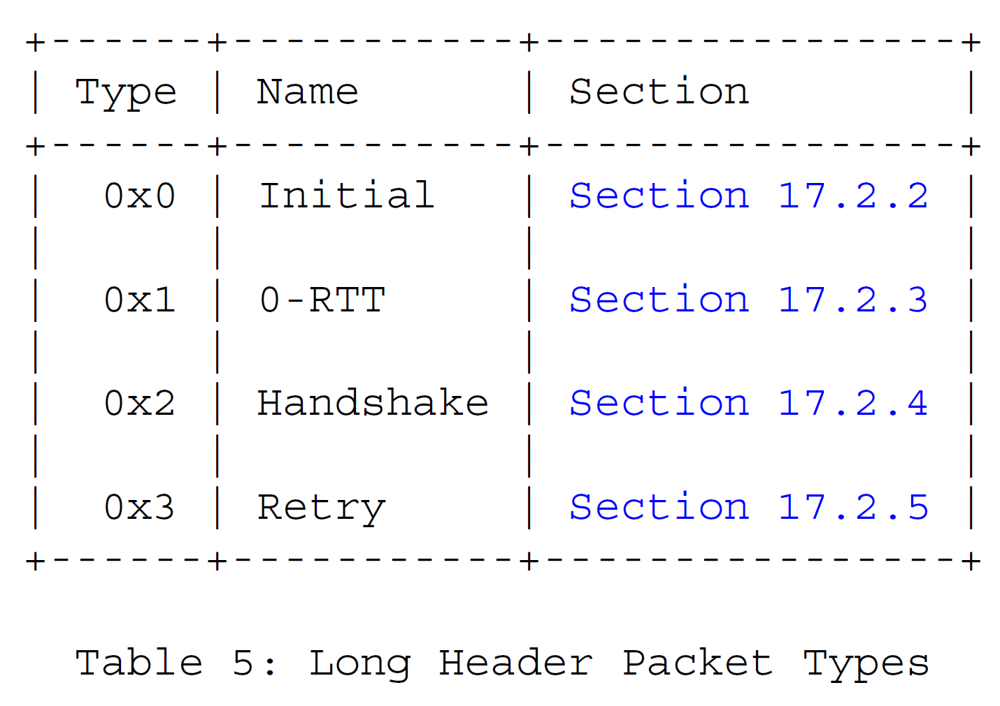 +------+-----------+----------------+
| Type | Name      | Section        |
+------+-----------+----------------+
|  0x0 | Initial   | Section 17.2.2 |
|      |           |                |
|  0x1 | 0-RTT     | Section 17.2.3 |
|      |           |                |
|  0x2 | Handshake | Section 17.2.4 |
|      |           |                |
|  0x3 | Retry     | Section 17.2.5 |
+------+-----------+----------------+
Table 5: Long Header Packet Types